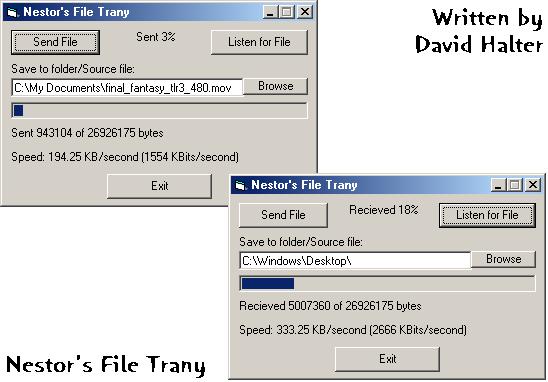 Nestor's File Trany
Send File
Sent 3%
Listen for File
Save to folder/Source file:
C:\My Documents\final_fantasy_tlr3_480.mov
Browse
Sent 943104 of 26926175 bytes
Speed: 194.25 KB/second (1554 KBits/second)
Exit
Written by
David Halter
Nestor's File Trany
Send File
Recieved 18%
Listen for File
Save to folder/Source file:
C:\Windows\Desktop\
Browse
Recieved 5007360 of 26926175 bytes
Speed: 333.25 KB/second (2666 KBits/second)
Exit
Nestor's File Trany